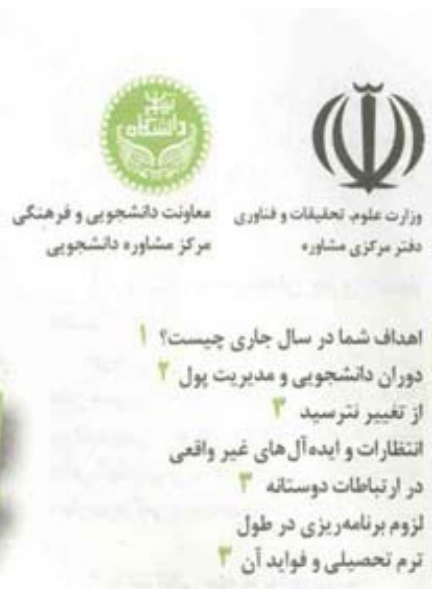 دانشگاه
وزارت علوم، تحقیقات و فناوری
دفتر مرکزی مشاوره
معاونت دانشجویی و فرهنگی
مرکز مشاوره دانشجویی
اهداف شما در سال جاری چیست؟ ۱
دوران دانشجویی و مدیریت پول ۲
از تغییر نترسید ۳
انتظارات و ایده‌آل‌های غیر واقعی
در ارتباطات دوستانه ۳
لزوم برنامه‌ریزی در طول
ترم تحصیلی و فواید آن ۳